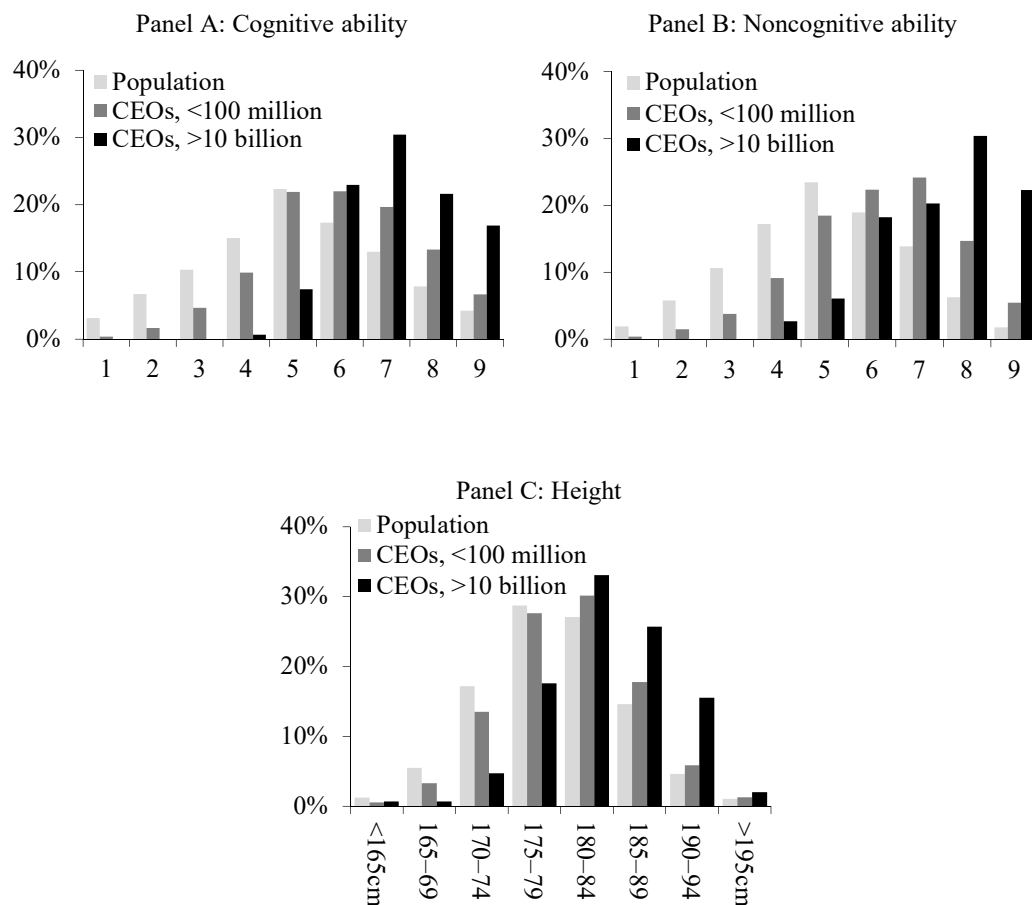 Panel A: Cognitive ability
40%
30%
20%
10%
0%
Population
CEOs, <100 million
CEOs, >10 billion
1 2 3 4 5 6 7 8 9
Panel B: Noncognitive ability
40%
30%
20%
10%
0%
Population
CEOs, <100 million
CEOs, >10 billion
1 2 3 4 5 6 7 8 9
Panel C: Height
40%
30%
20%
10%
0%
Population
CEOs, <100 million
CEOs, >10 billion
<165cm
165–69
170–74
175–79
180–84
185–89
190–94
>195cm